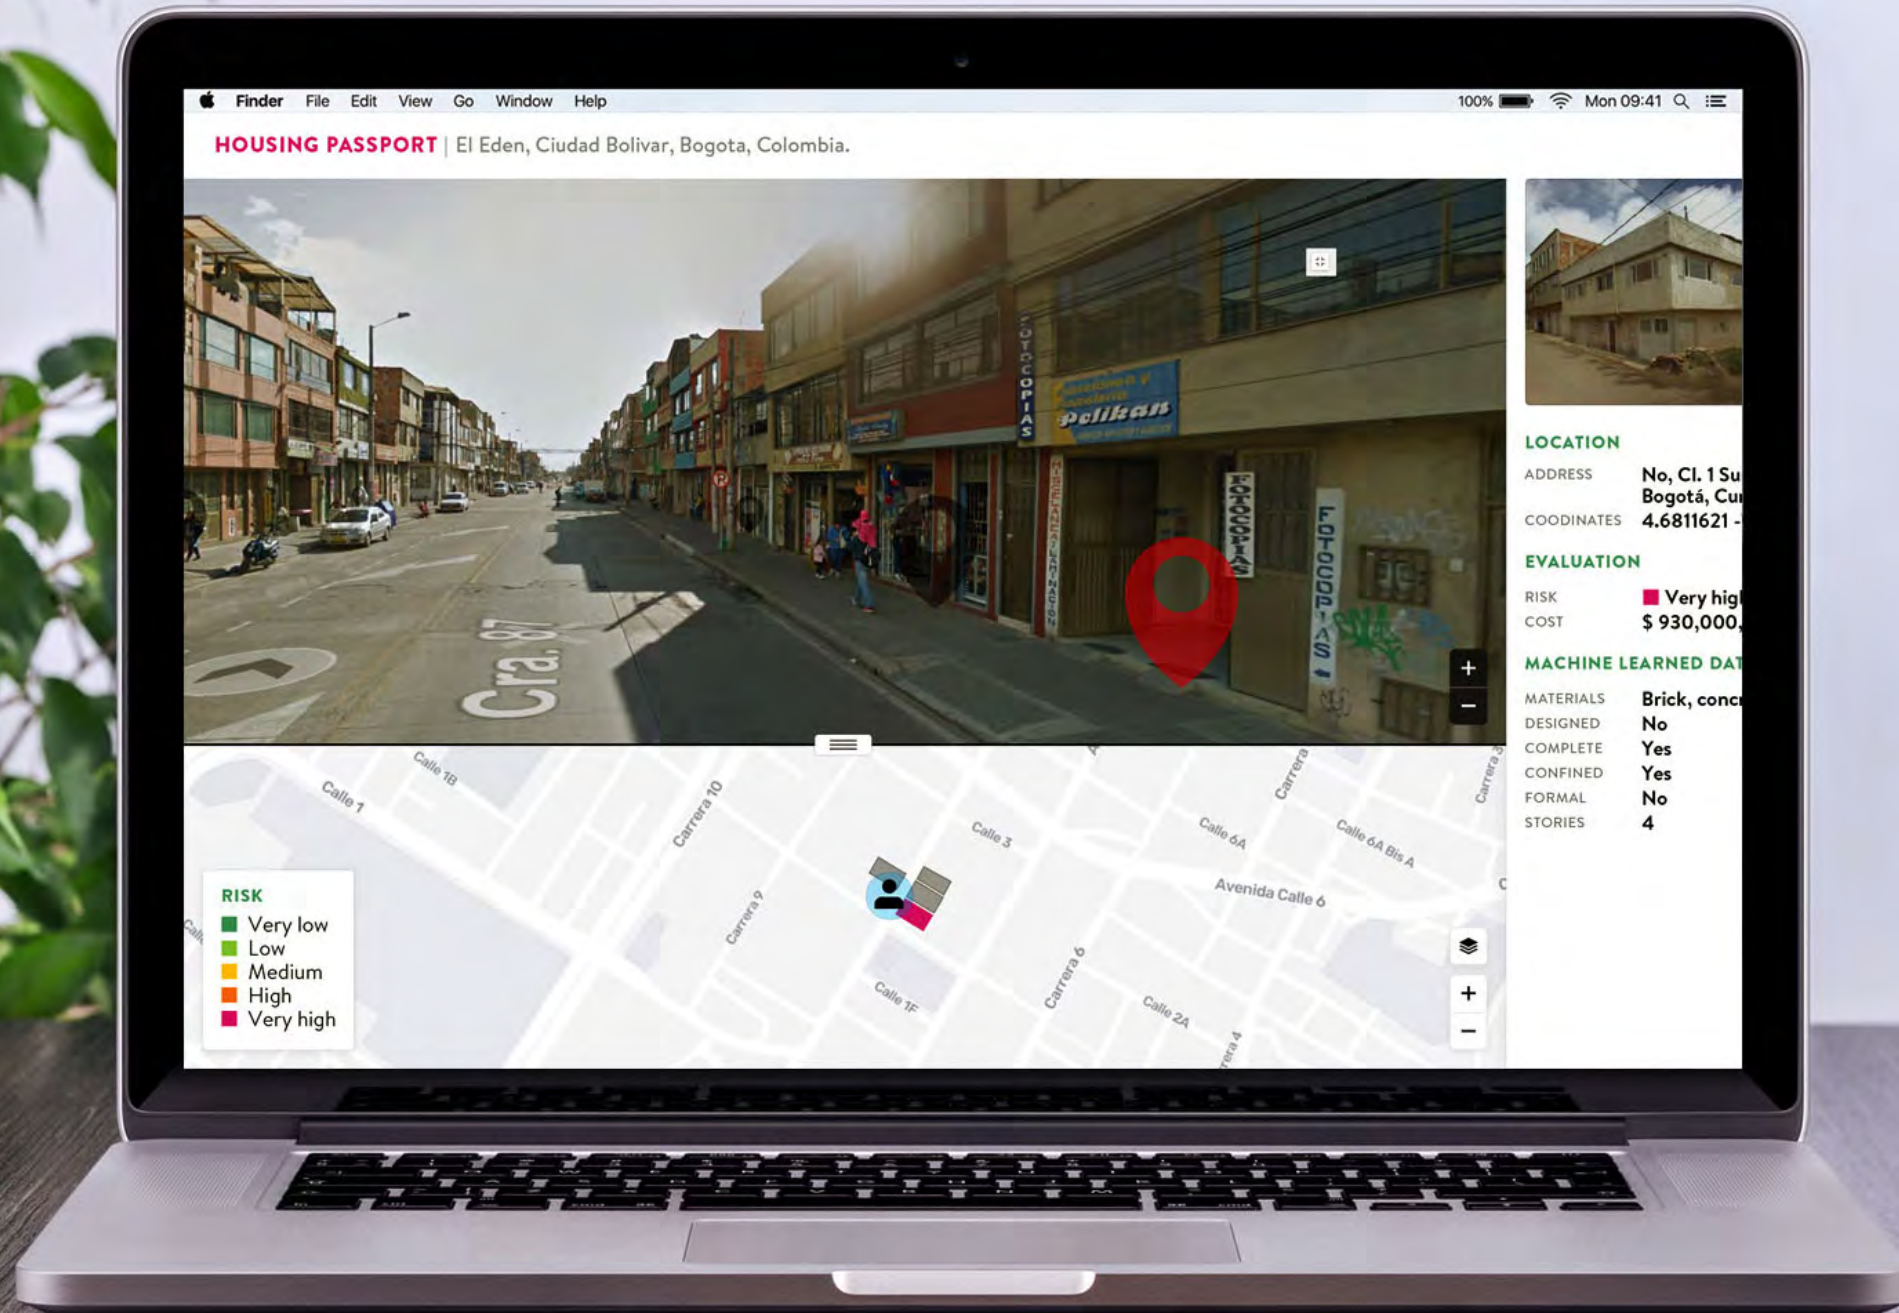 Finder File Edit View Go Window Help
100% Mon 09:41
HOUSING PASSPORT | El Eden, Ciudad Bolivar, Bogota, Colombia.
FOTOCOPIAS
Pelikan
FOTOCOPIAS
FOTOCOPIAS
Cra. 87
LOCATION
ADDRESS No, Cl. 1 Su
Bogotá, Cu
COODINATES 4.6811621 -
EVALUATION
RISK Very hig
COST $ 930,000,
MACHINE LEARNED DAT
MATERIALS Brick, conc
DESIGNED No
COMPLETE Yes
CONFINED Yes
FORMAL No
STORIES 4
Calle 1B
Calle 1
Carrera 10
Calle 3
Carrera
Carrera 3
Calle 6A
Calle 6A Bis A
Avenida Calle 6
Carrera 9
Calle 1F
Carrera 6
Calle 2A
rera 4
RISK
Very low
Low
Medium
High
Very high